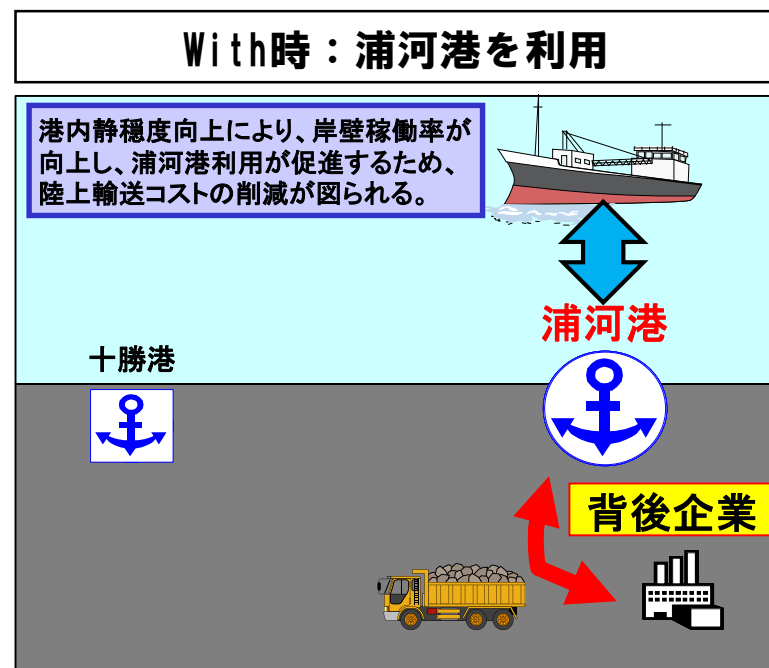 With時：浦河港を利用
港内静穏度向上により、岸壁稼働率が
向上し、浦河港利用が促進するため、
陸上輸送コストの削減が図られる。
浦河港
十勝港
背後企業